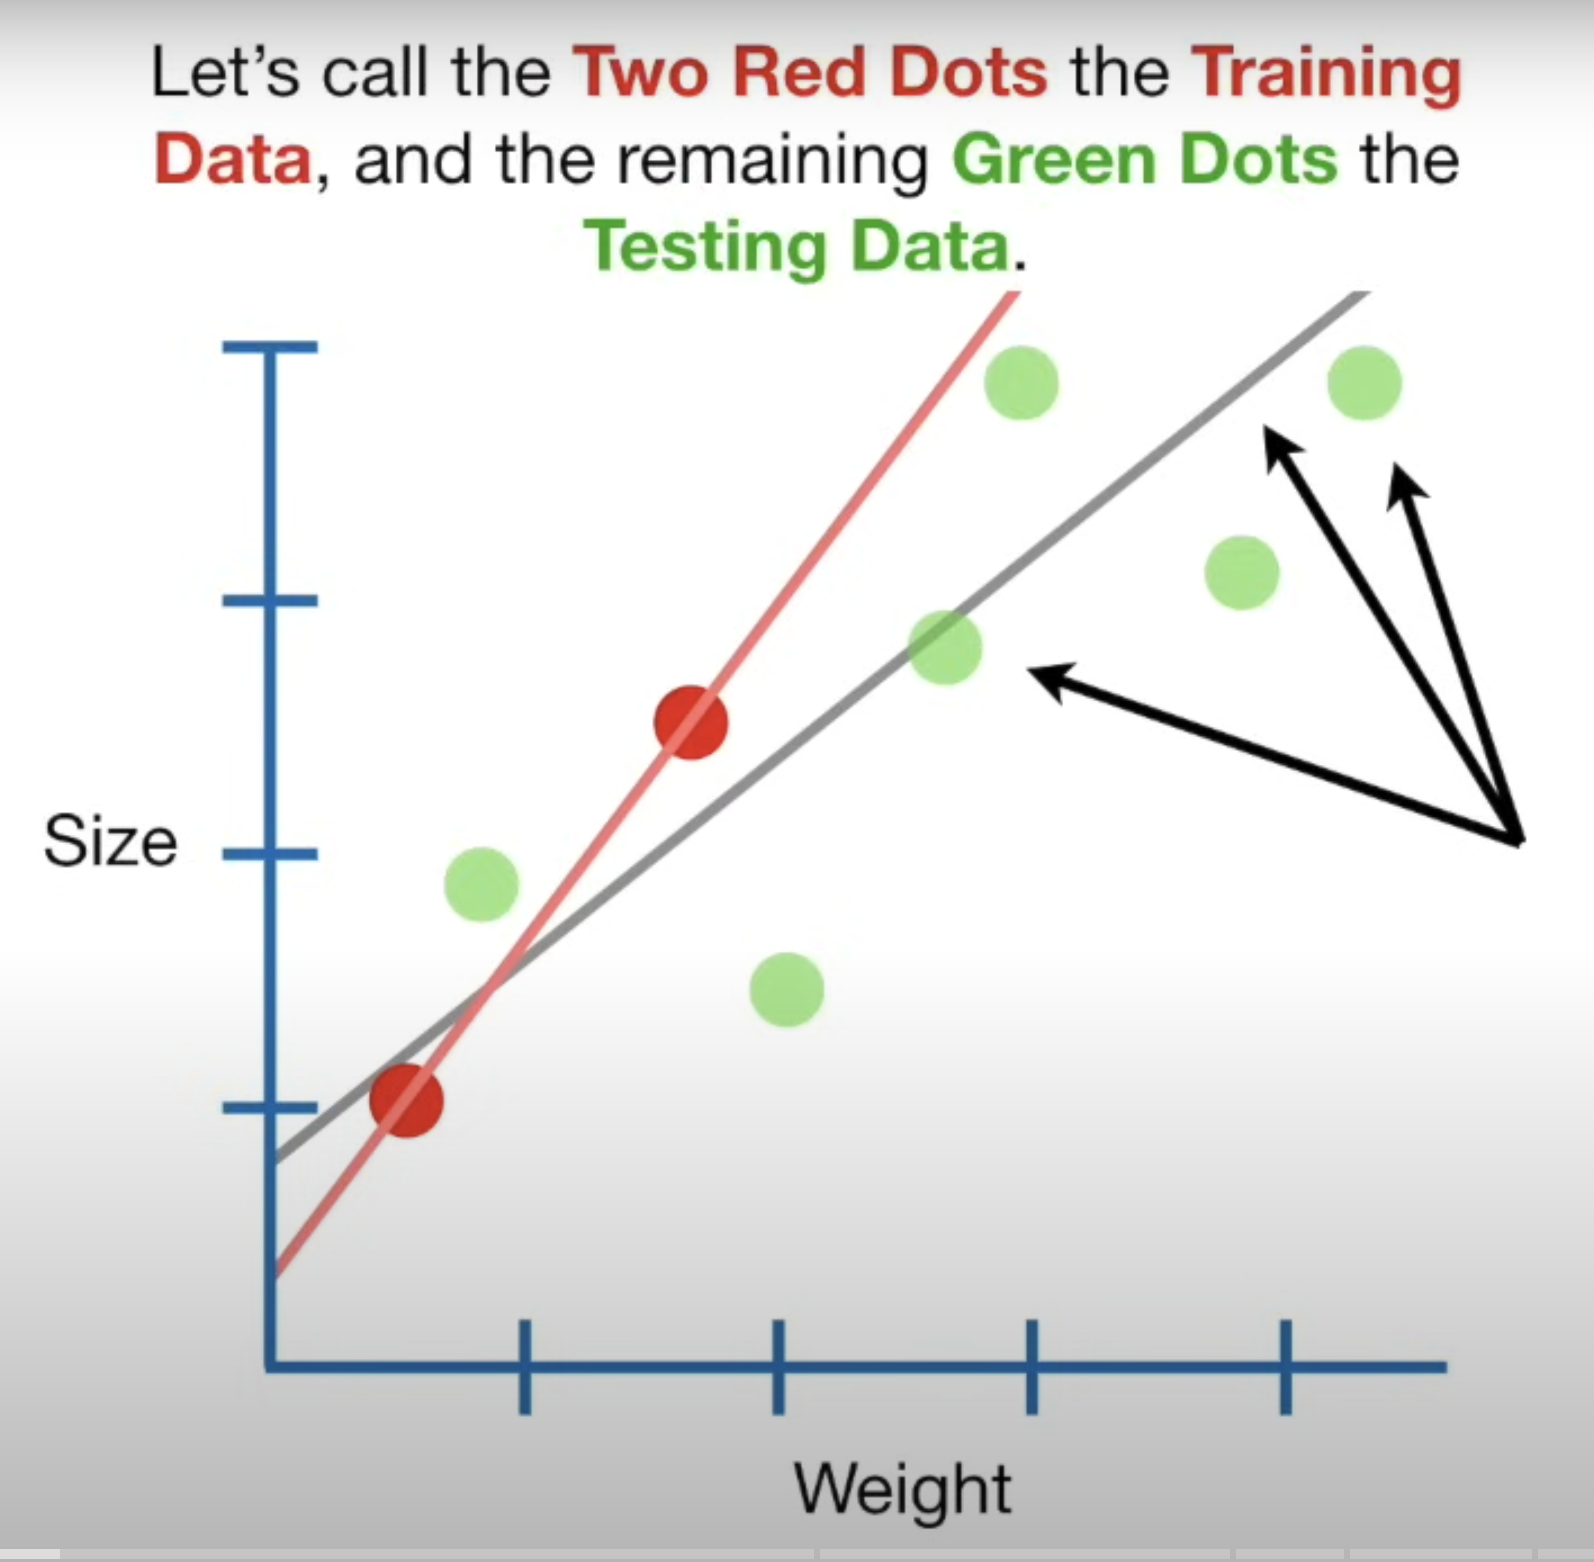 Let’s call the Two Red Dots the Training
Data, and the remaining Green Dots the
Testing Data.
Size
Weight